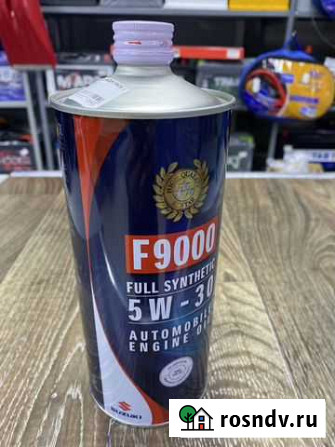 F9000
FULL SYNTHETIC
5W-30
AUTOMOBILE
ENGINE OIL
SUZUKI
rosndv.ru